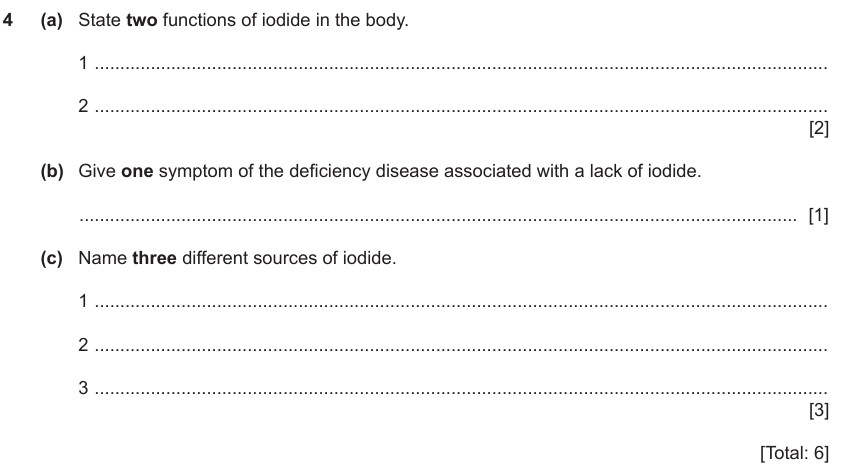 4 (a) State two functions of iodide in the body.
1 ................................................................................................................................................
2 ................................................................................................................................................
[2]
(b) Give one symptom of the deficiency disease associated with a lack of iodide.
............................................................................................................................................. [1]
(c) Name three different sources of iodide.
1 ................................................................................................................................................
2 ................................................................................................................................................
3 ................................................................................................................................................
[3]
[Total: 6]